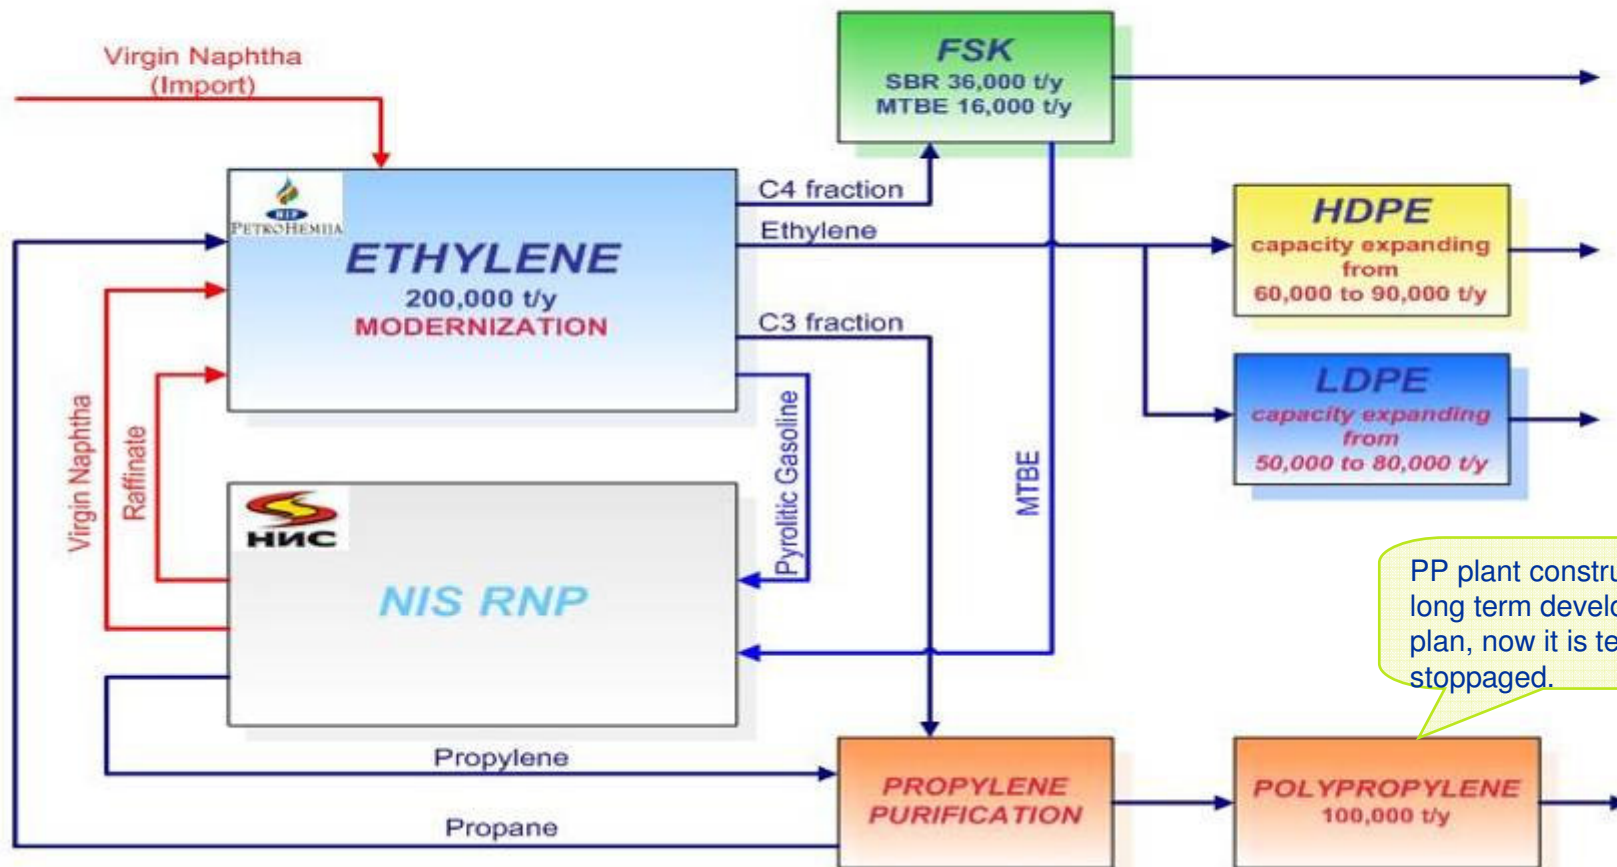 Virgin Naphtha
(Import)
FSK
SBR 36,000 t/y
MTBE 16,000 t/y
HIP
PETROHEMIJA
ETHYLENE
200,000 t/y
MODERNIZATION
C4 fraction
Ethylene
C3 fraction
HDPE
capacity expanding
from
60,000 to 90,000 t/y
LDPE
capacity expanding
from
50,000 to 80,000 t/y
Virgin Naphtha
Raffinate
Pyrolitic Gasoline
MTBE
НИС
NIS RNP
PP plant constru
long term develo
plan, now it is te
stoppaged.
Propylene
Propane
PROPYLENE
PURIFICATION
POLYPROPYLENE
100,000 t/y